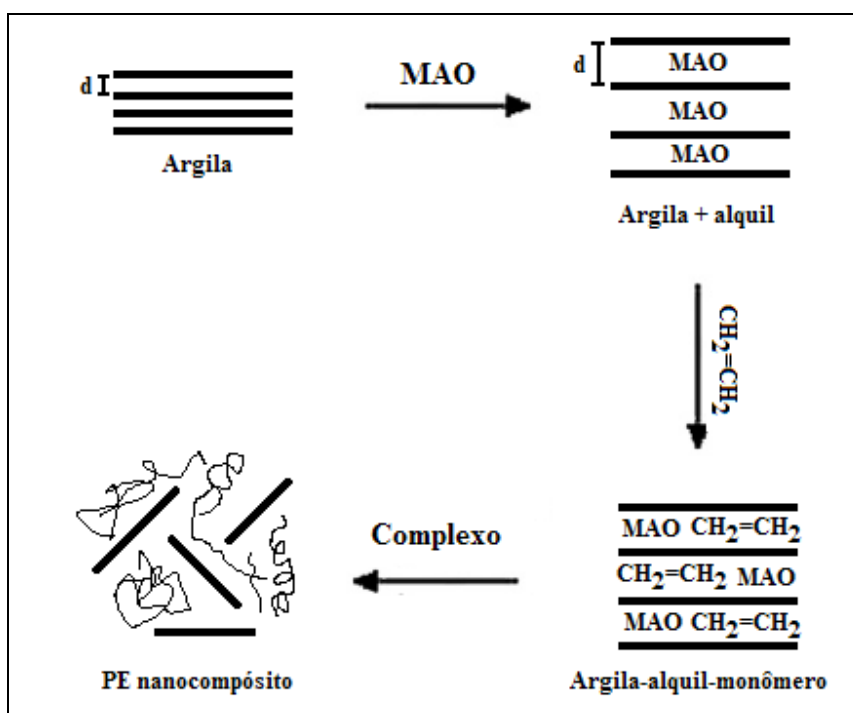 d
Argila
MAO
d
MAO
MAO
MAO
Argila + alquil
CH2=CH2
MAO CH2=CH2
CH2=CH2 MAO
MAO CH2=CH2
Argila-alquil-monômero
Complexo
PE nanocompósito